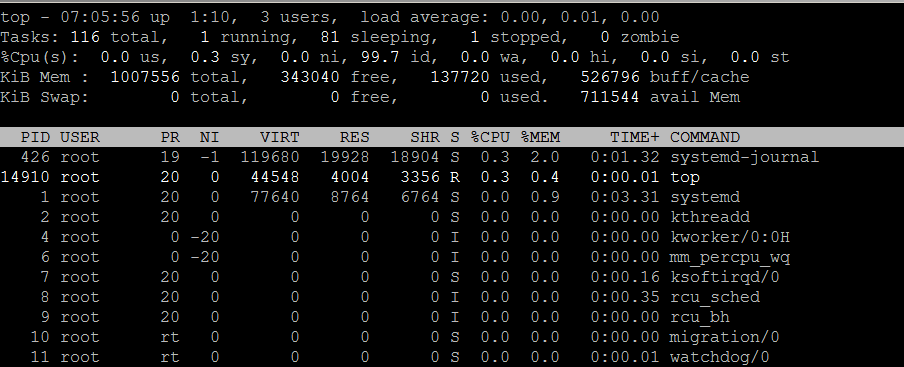 top - 07:05:56 up  1:10,  3 users,  load average: 0.00, 0.01, 0.00
Tasks: 116 total,   1 running,  81 sleeping,   1 stopped,   0 zombie
%Cpu(s):  0.0 us,  0.3 sy,  0.0 ni, 99.7 id,  0.0 wa,  0.0 hi,  0.0 si,  0.0 st
KiB Mem :  1007556 total,   343040 free,   137720 used,   526796 buff/cache
KiB Swap:        0 total,        0 free,        0 used.   711544 avail Mem
  PID USER      PR  NI    VIRT    RES    SHR S %CPU %MEM     TIME+ COMMAND
  426 root      19  -1  119680  19928  18904 S  0.3  2.0   0:01.32 systemd-journal
14910 root      20   0   44548   4004   3356 R  0.3  0.4   0:00.01 top
    1 root      20   0   77640   8764   6764 S  0.0  0.9   0:03.31 systemd
    2 root      20   0       0      0      0 S  0.0  0.0   0:00.00 kthreadd
    4 root       0 -20       0      0      0 I  0.0  0.0   0:00.00 kworker/0:0H
    6 root       0 -20       0      0      0 I  0.0  0.0   0:00.00 mm_percpu_wq
    7 root      20   0       0      0      0 S  0.0  0.0   0:00.16 ksoftirqd/0
    8 root      20   0       0      0      0 I  0.0  0.0   0:00.35 rcu_sched
    9 root      20   0       0      0      0 I  0.0  0.0   0:00.00 rcu_bh
   10 root      rt   0       0      0      0 S  0.0  0.0   0:00.00 migration/0
   11 root      rt   0       0      0      0 S  0.0  0.0   0:00.01 watchdog/0